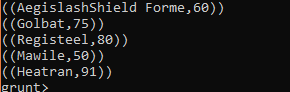 ((AegislashShield Forme,60))
((Golbat,75))
((Registeel,80))
((Mawile,50))
((Heatran,91))
grunt>